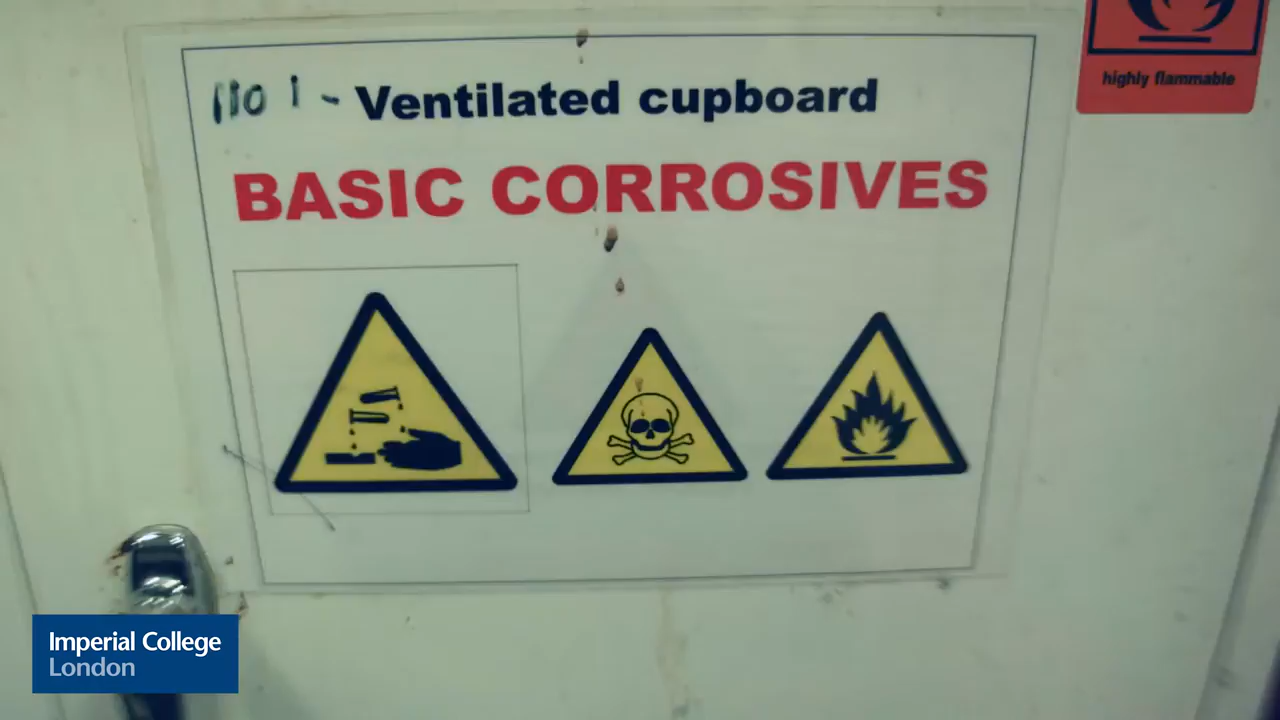 highly flammable
- Ventilated cupboard
BASIC CORROSIVES
Imperial College
London